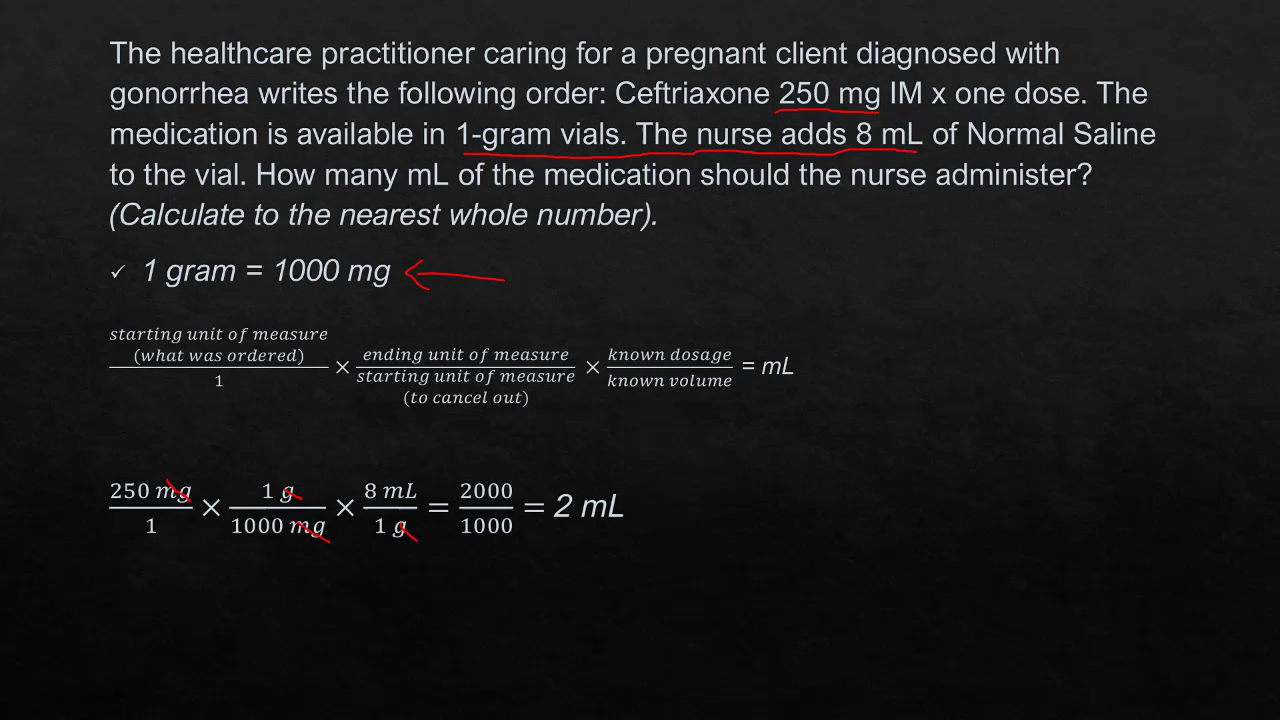 The healthcare practitioner caring for a pregnant client diagnosed with
gonorrhea writes the following order: Ceftriaxone 250 mg IM x one dose. The
medication is available in 1-gram vials. The nurse adds 8 mL of Normal Saline
to the vial. How many mL of the medication should the nurse administer?
(Calculate to the nearest whole number).
✓ 1 gram = 1000 mg
starting unit of measure (what was ordered) / 1 × ending unit of measure / starting unit of measure (to cancel out) × known dosage / known volume = mL
250 mg / 1 × 1 g / 1000 mg × 8 mL / 1 g = 2000 / 1000 = 2 mL